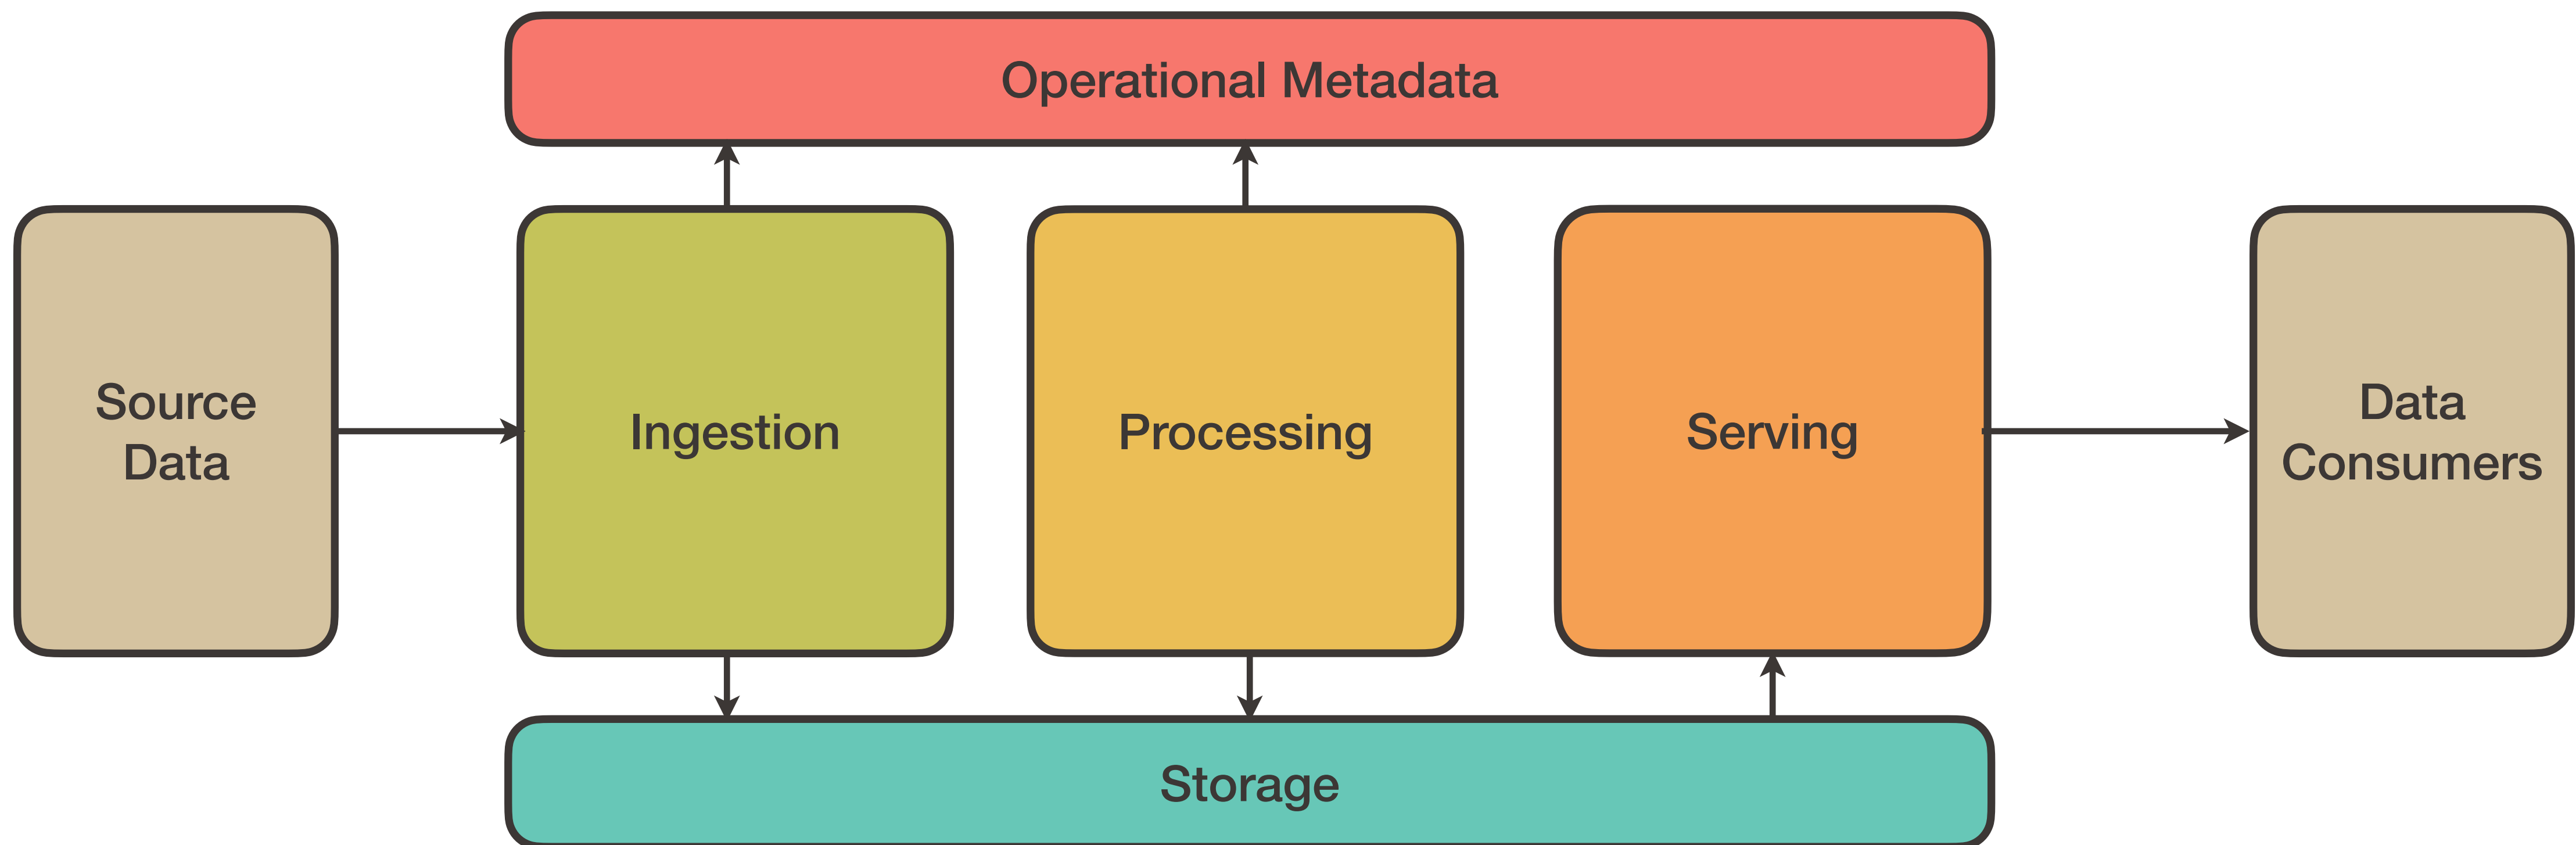 Operational Metadata
Source
Data
Ingestion
Processing
Serving
Data
Consumers
Storage